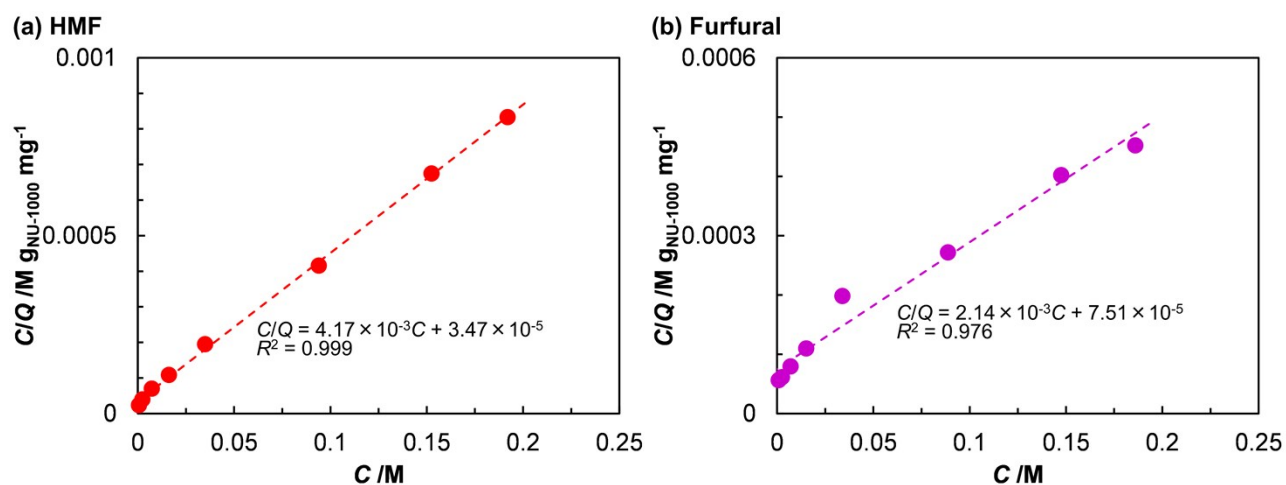 (a) HMF
0.001
0.0005
0
C/Q /M g_NU-1000 mg⁻¹
C/Q = 4.17 × 10⁻³C + 3.47 × 10⁻⁵
R² = 0.999
0 0.05 0.1 0.15 0.2 0.25
C /M
(b) Furfural
0.0006
0.0003
0
C/Q /M g_NU-1000 mg⁻¹
C/Q = 2.14 × 10⁻³C + 7.51 × 10⁻⁵
R² = 0.976
0 0.05 0.1 0.15 0.2 0.25
C /M